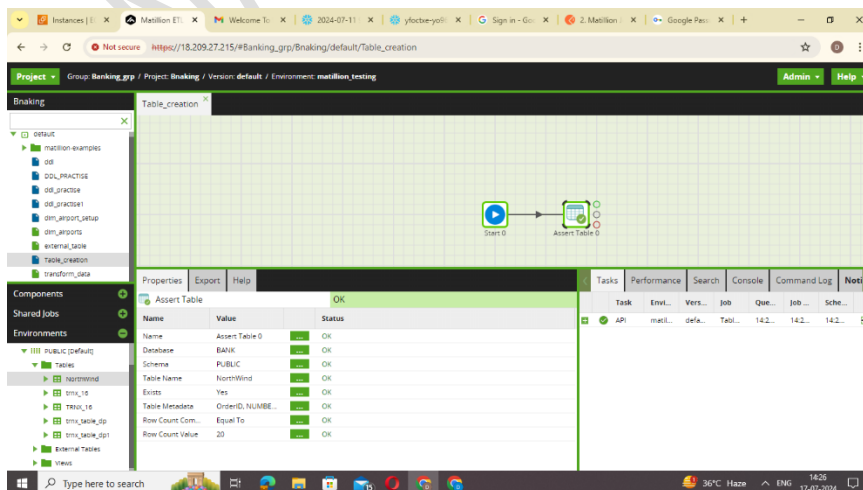 Instances | E
Matillion ET
Welcome To
2024-07-11
yfoctxe-yo9
Sign in - Goo
2. Matillion
Google Pass
Not secure https://18.209.27.215/#Banking_grp/Bnaking/default/Table_creation
D
Project Group: Banking_grp / Project: Bnaking / Version: default / Environment: matillion_testing Admin Help
Bnaking
default
matillion-examples
ddl
DDL_PRACTISE
ddl_practise
ddl_practise1
dim_airport_setup
dim_airports
external_table
Table_creation
transform_data
Components
Shared Jobs
Environments
PUBLIC [Default]
Tables
NorthWind
trnx_16
TRNX_16
trnx_table_dp
trnx_table_dp1
External Tables
Views
Table_creation
Start 0
Assert Table 0
Properties Export Help
Assert Table OK
Name Value Status
Name Assert Table 0 ... OK
Database BANK ... OK
Schema PUBLIC ... OK
Table Name NorthWind ... OK
Exists Yes ... OK
Table Metadata OrderID, NUMBE... ... OK
Row Count Com... Equal To ... OK
Row Count Value 20 ... OK
Tasks Performance Search Console Command Log Noti
Task Envi... Vers... Job Que... Job ... Sche...
API matil... defa... Tabl... 14:2... 14:2... 14:2...
Type here to search
36°C Haze ENG 14:26
17-07-2024